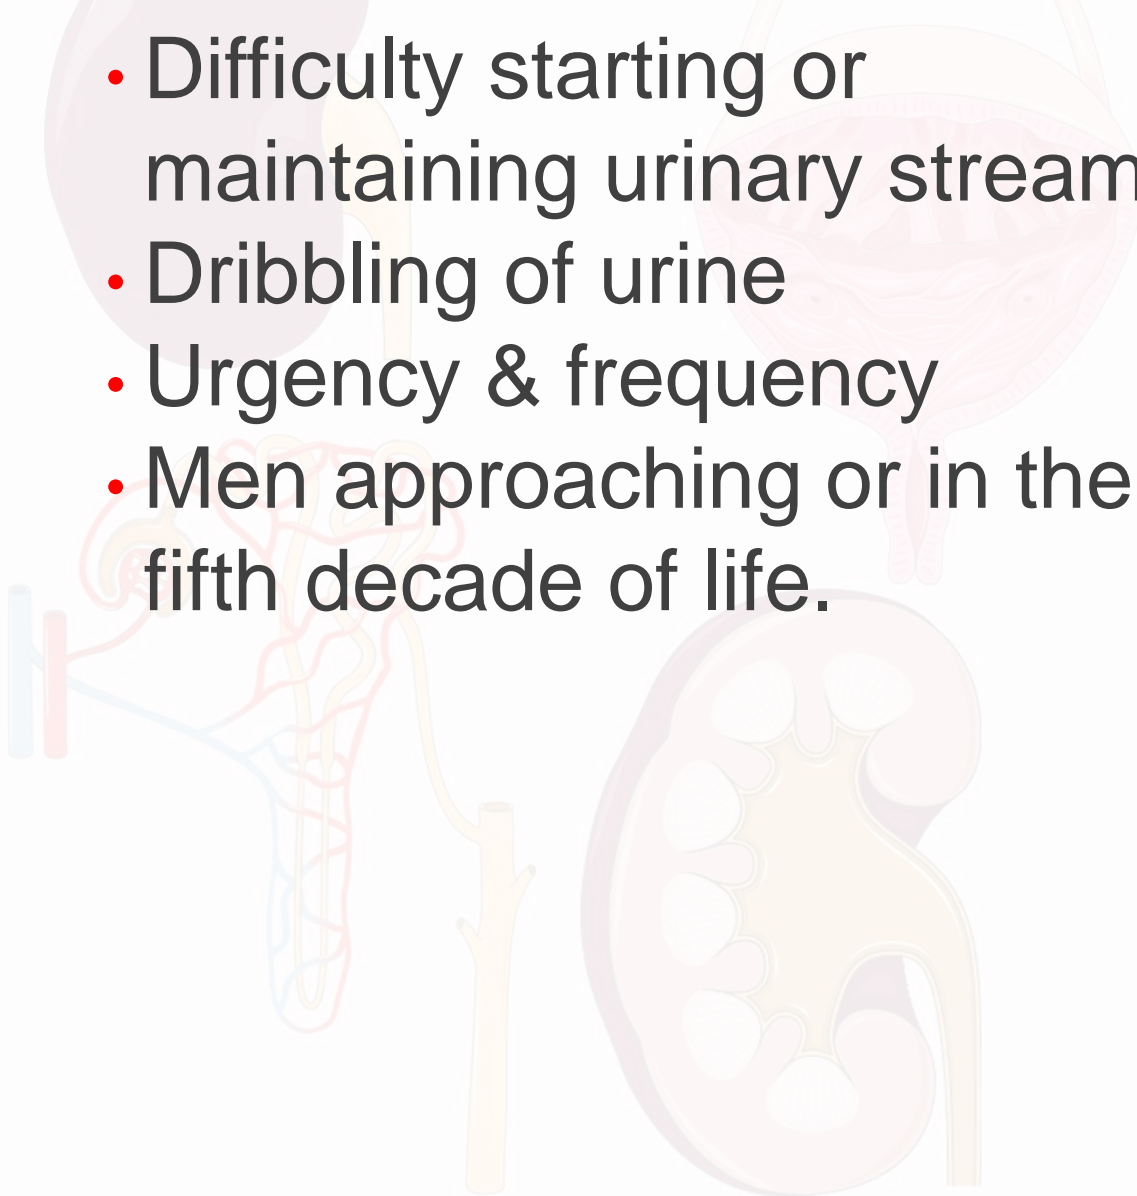 • Difficulty starting or
maintaining urinary stream
• Dribbling of urine
• Urgency & frequency
• Men approaching or in the
fifth decade of life.